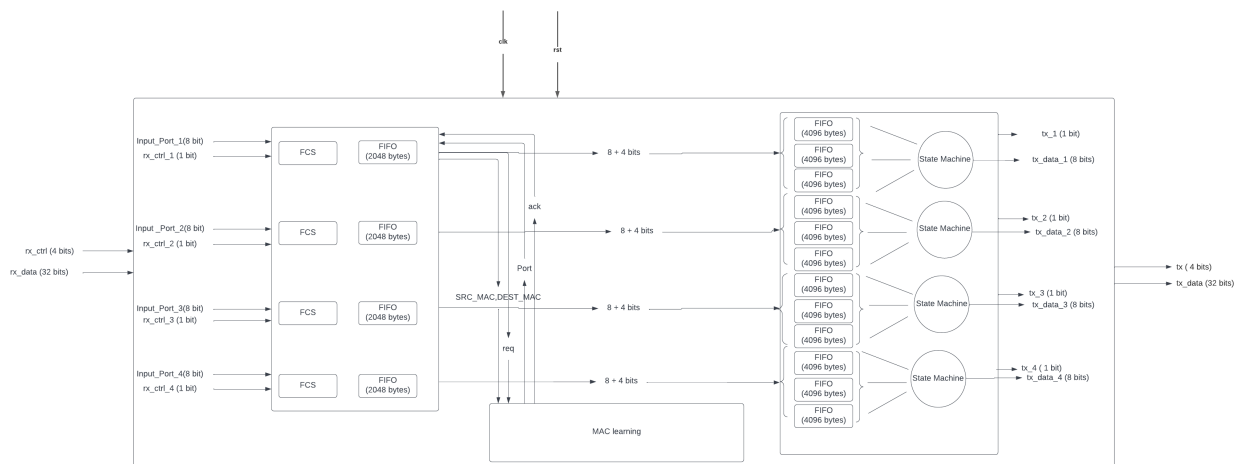 clk
rst
Input_Port_1(8 bit)
rx_ctrl_1 (1 bit)
FCS
FIFO
(2048 bytes)
8 + 4 bits
FIFO
(4096 bytes)
FIFO
(4096 bytes)
FIFO
(4096 bytes)
State Machine
tx_1 (1 bit)
tx_data_1 (8 bits)
ack
Input _Port_2(8 bit)
rx_ctrl_2 (1 bit)
FCS
FIFO
(2048 bytes)
8 + 4 bits
FIFO
(4096 bytes)
FIFO
(4096 bytes)
FIFO
(4096 bytes)
State Machine
tx_2 (1 bit)
tx_data_2 (8 bits)
rx_ctrl (4 bits)
rx_data (32 bits)
Port
tx ( 4 bits)
tx_data (32 bits)
SRC_MAC,DEST_MAC
Input_Port_3(8 bit)
rx_ctrl_3 (1 bit)
FCS
FIFO
(2048 bytes)
8 + 4 bits
FIFO
(4096 bytes)
FIFO
(4096 bytes)
FIFO
(4096 bytes)
State Machine
tx_3 (1 bit)
tx_data_3 (8 bits)
req
Input_Port_4(8 bit)
rx_ctrl_4 (1 bit)
FCS
FIFO
(2048 bytes)
8 + 4 bits
FIFO
(4096 bytes)
FIFO
(4096 bytes)
FIFO
(4096 bytes)
State Machine
tx_4 ( 1 bit)
tx_data_4 (8 bits)
MAC learning